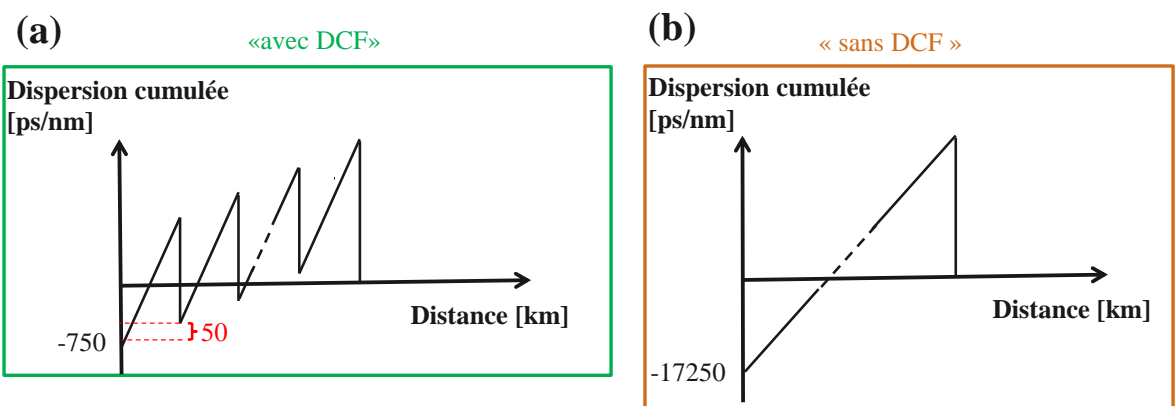 (a)
«avec DCF»
Dispersion cumulée
[ps/nm]
-750
50
Distance [km]
(b)
« sans DCF »
Dispersion cumulée
[ps/nm]
-17250
Distance [km]